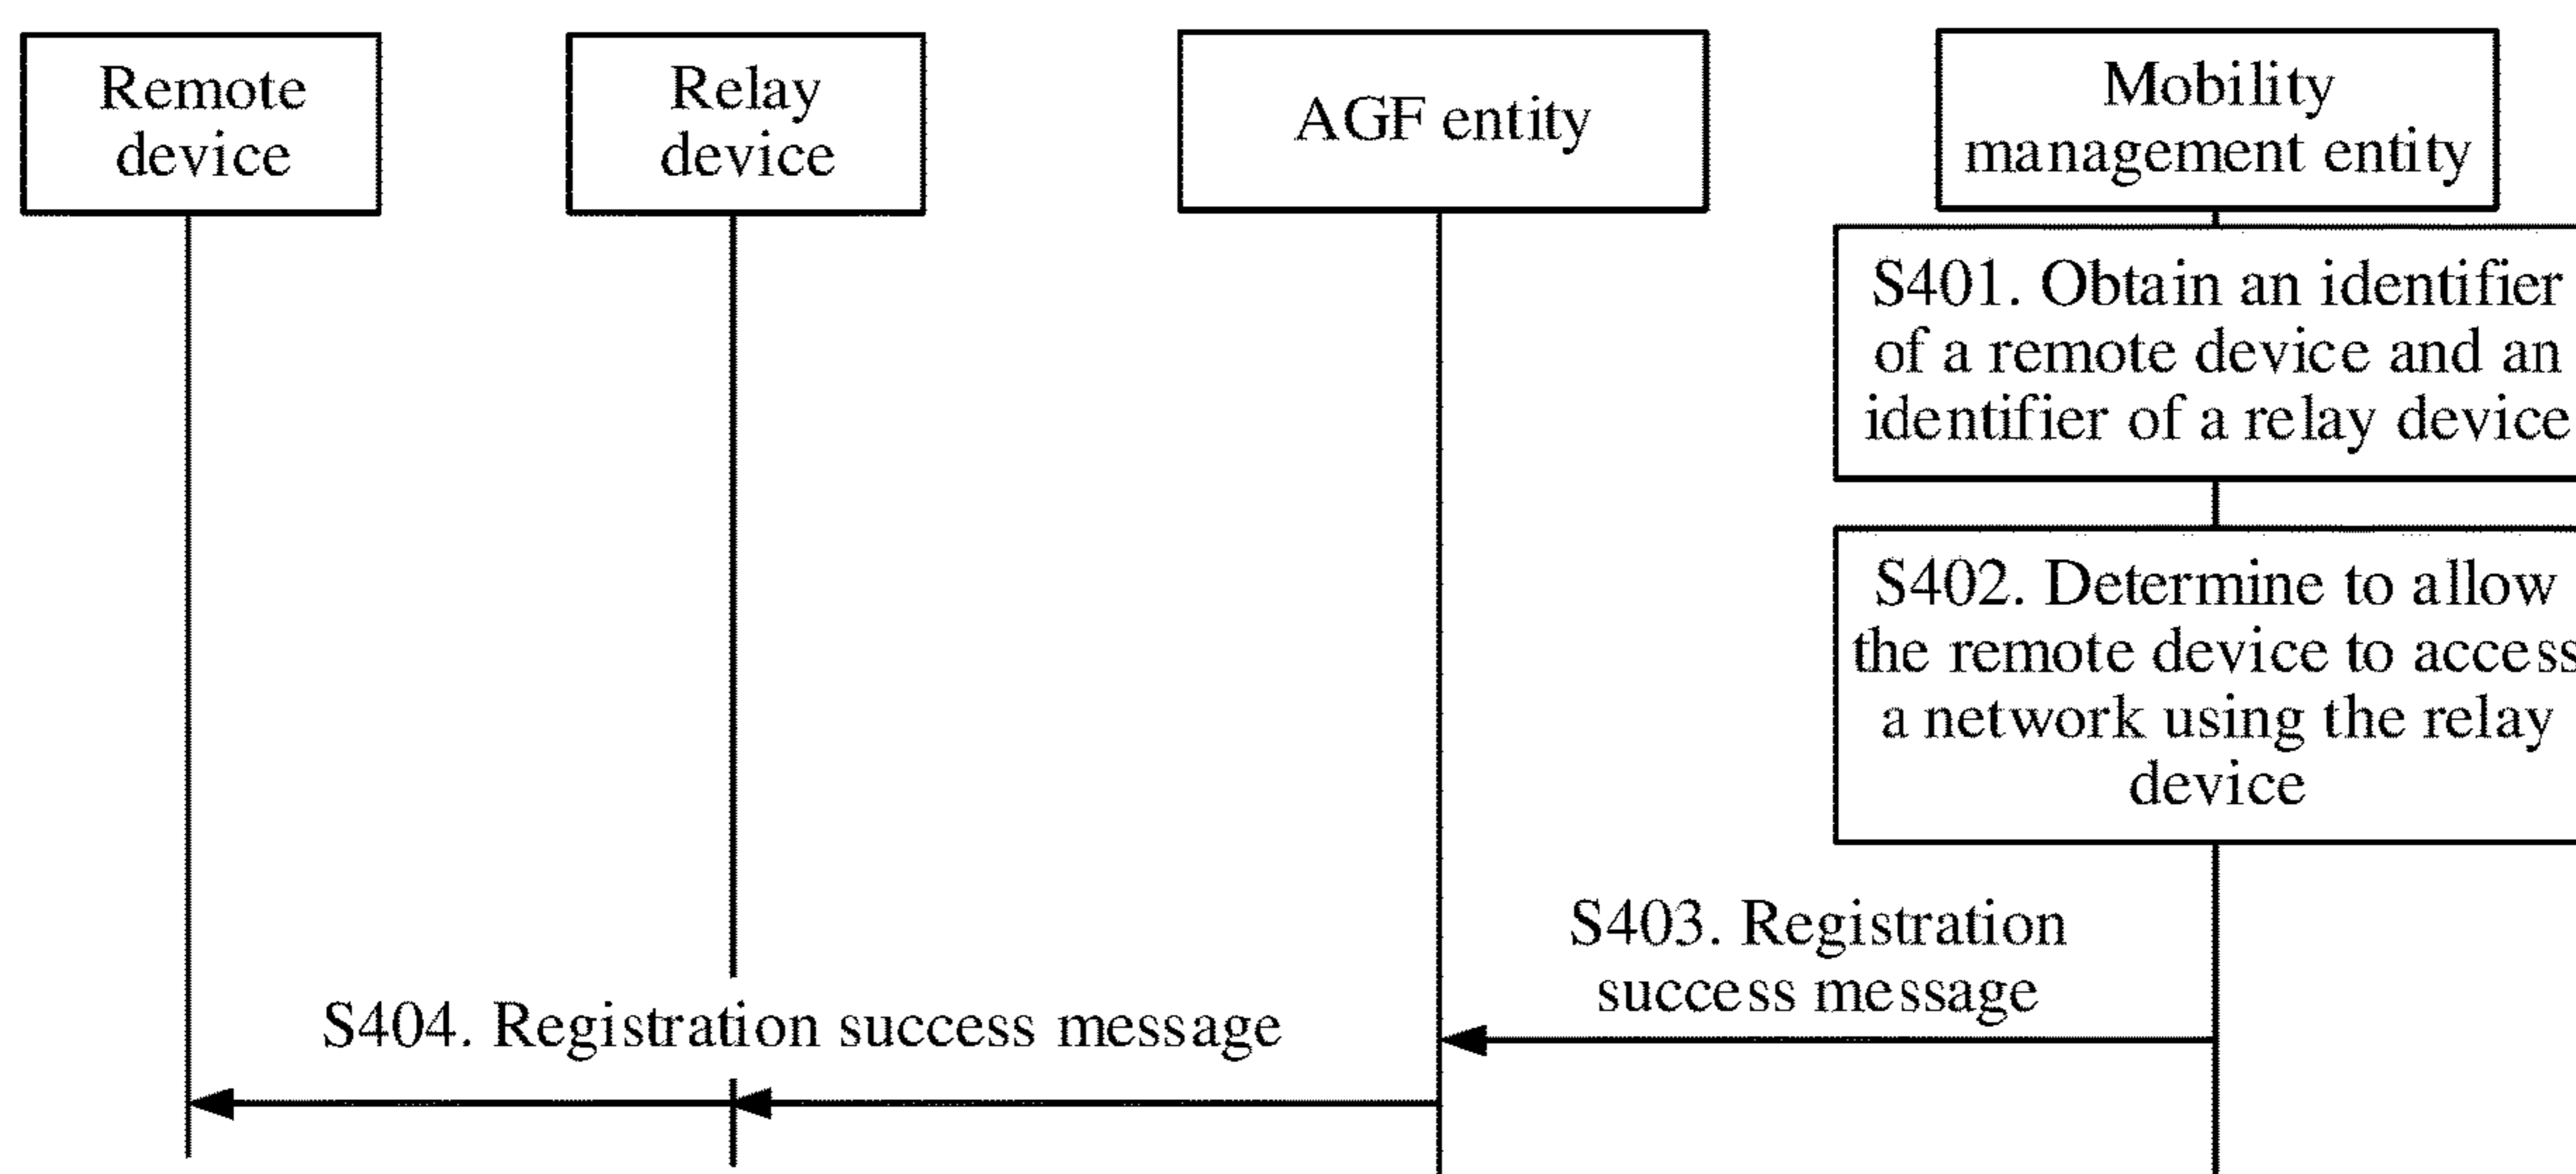 Remote
device
Relay
device
AGF entity
Mobility
management entity
S401. Obtain an identifier
of a remote device and an
identifier of a relay device
S402. Determine to allow
the remote device to access
a network using the relay
device
S403. Registration
success message
S404. Registration success message